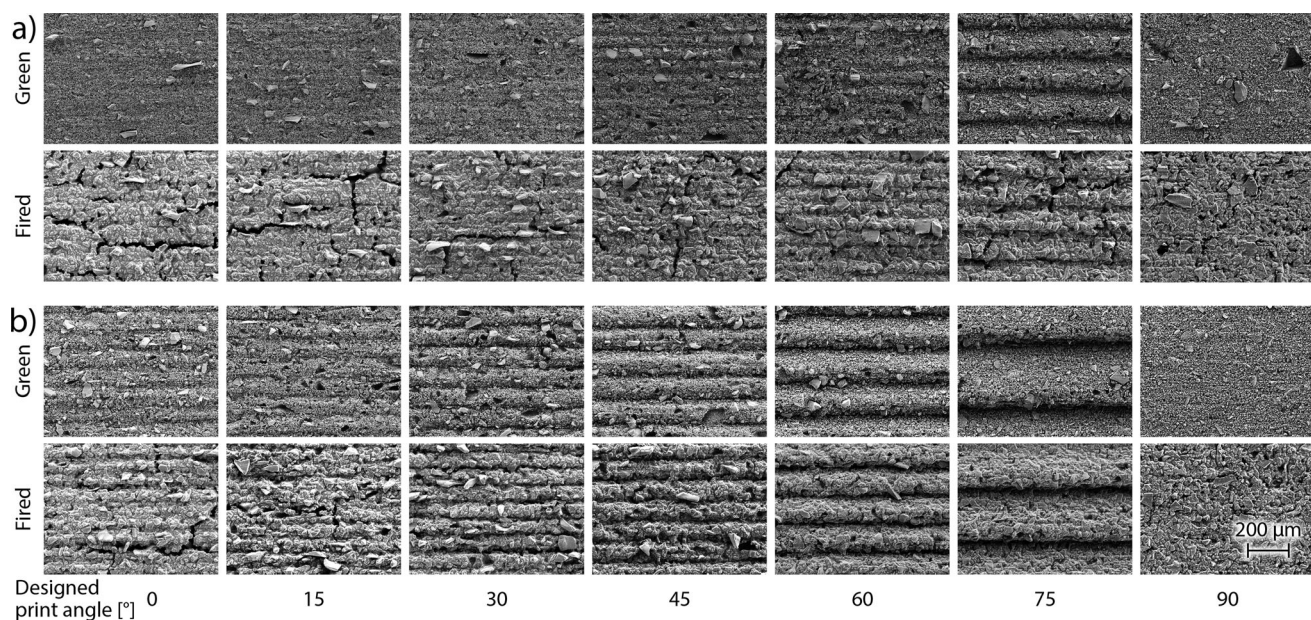 a)
Green
Fired
b)
Green
Fired
200 µm
Designed
print angle [°]
0 15 30 45 60 75 90